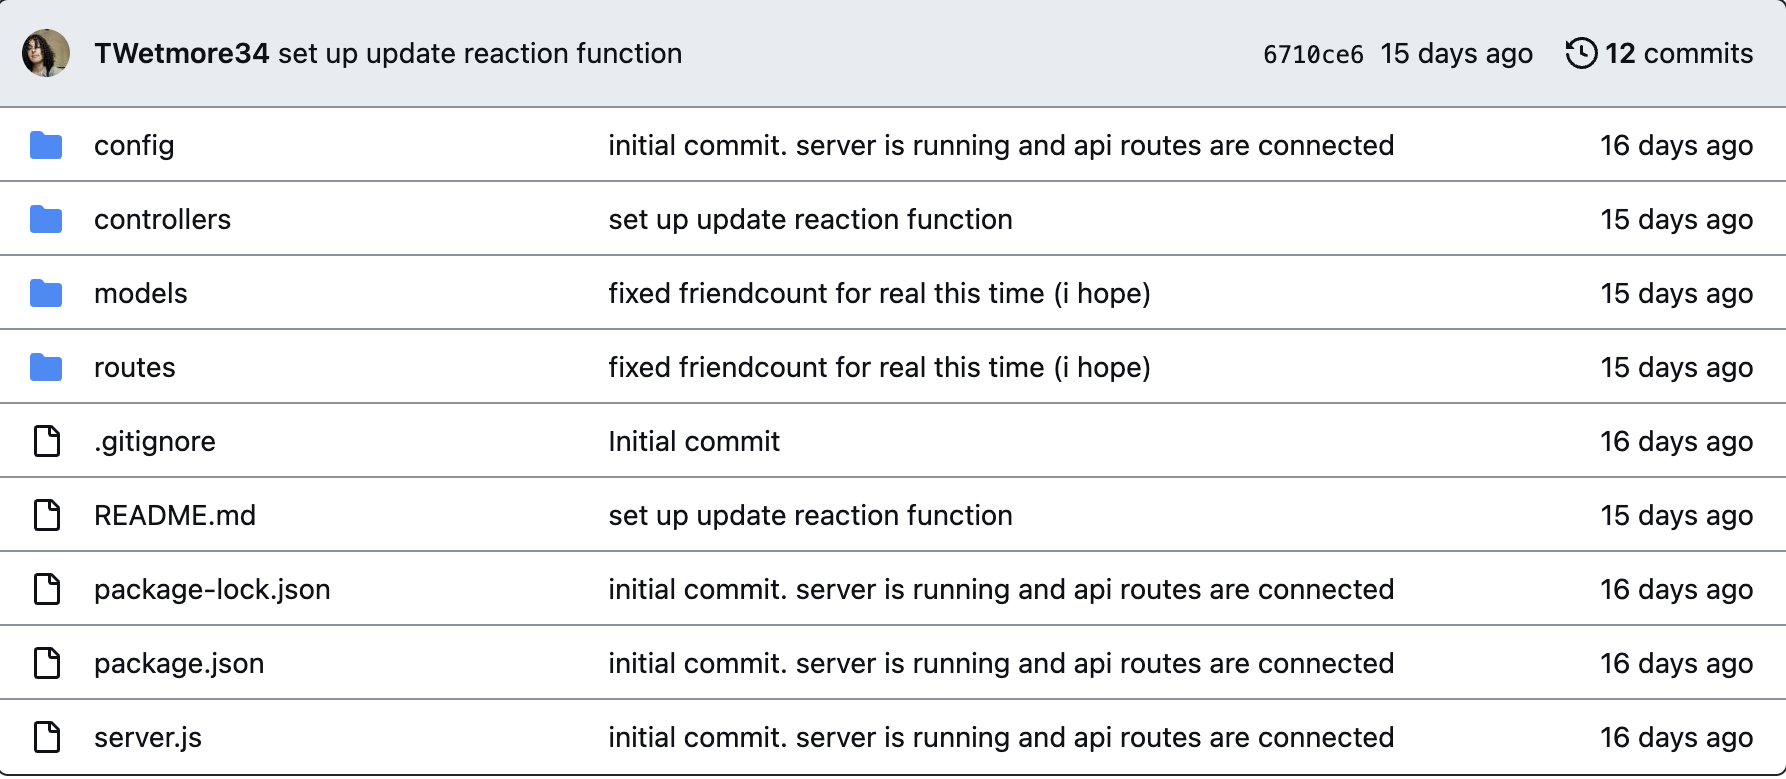 TWetmore34 set up update reaction function 6710ce6 15 days ago 12 commits
config initial commit. server is running and api routes are connected 16 days ago
controllers set up update reaction function 15 days ago
models fixed friendcount for real this time (i hope) 15 days ago
routes fixed friendcount for real this time (i hope) 15 days ago
.gitignore Initial commit 16 days ago
README.md set up update reaction function 15 days ago
package-lock.json initial commit. server is running and api routes are connected 16 days ago
package.json initial commit. server is running and api routes are connected 16 days ago
server.js initial commit. server is running and api routes are connected 16 days ago